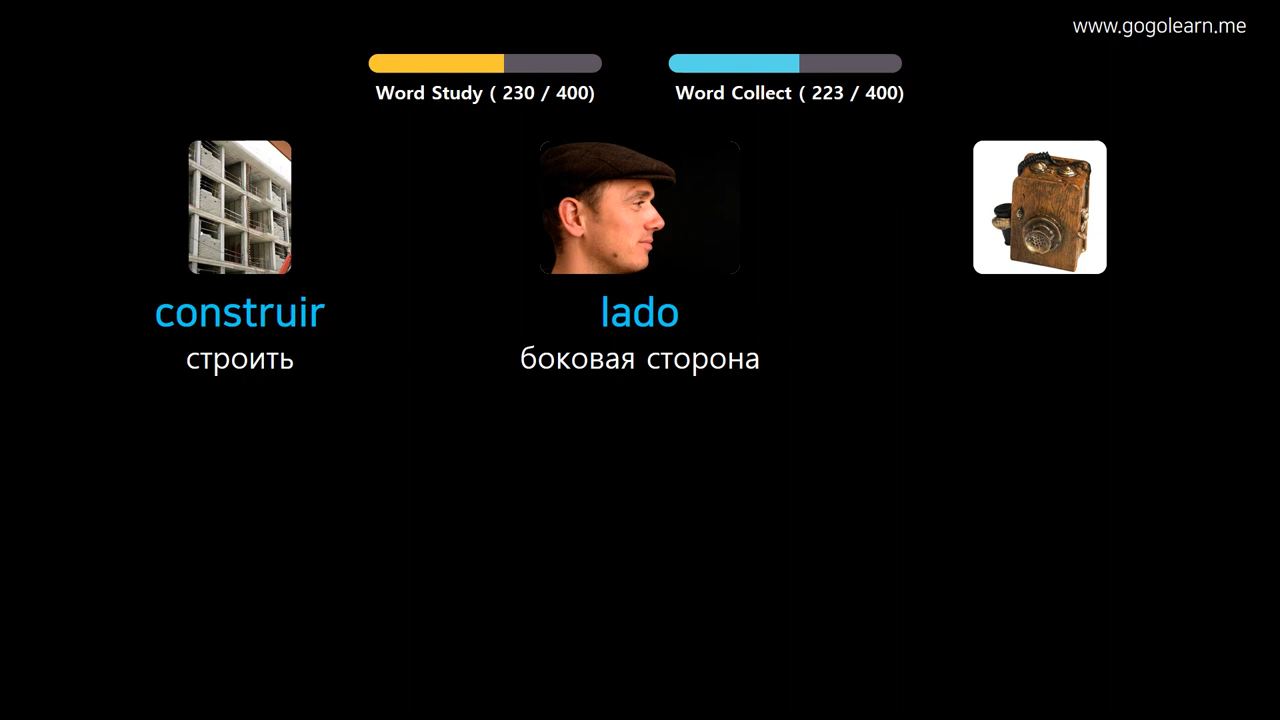 www.gogolearn.me
Word Study ( 230 / 400)
Word Collect ( 223 / 400)
construir
lado
строить
боковая сторона